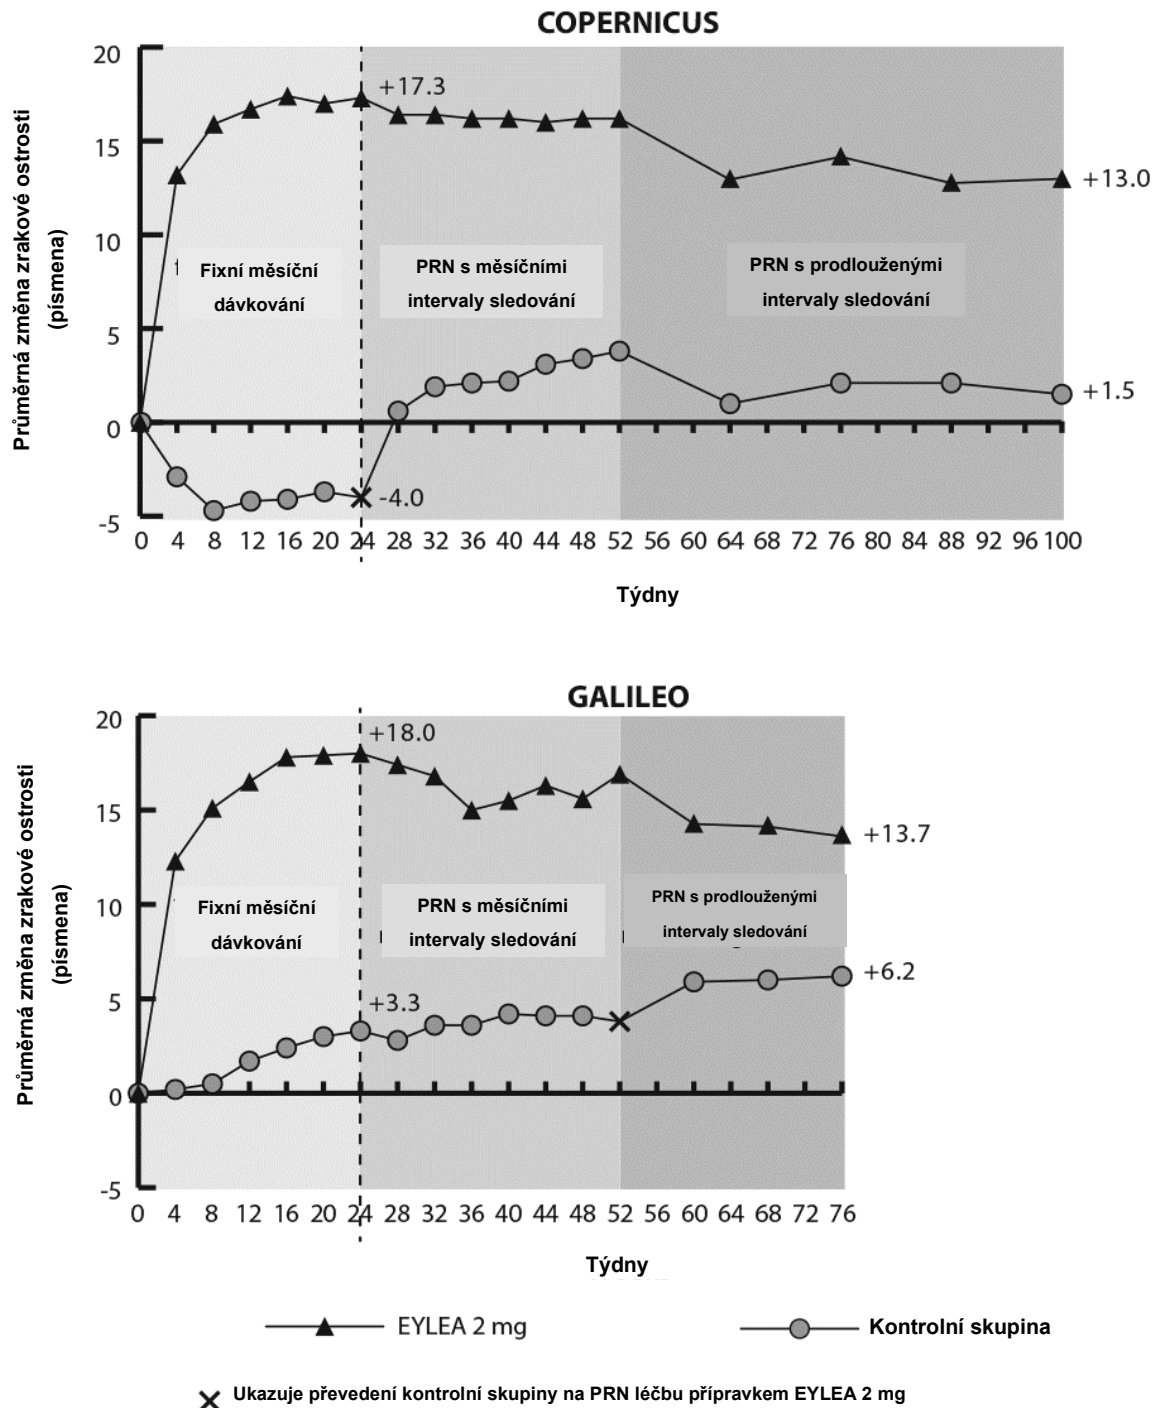 COPERNICUS
Průměrná změna zrakové ostrosti
(písmena)
20
15
10
5
0
-5
+17.3
+13.0
Fixní měsíční
dávkování
PRN s měsíčními
intervaly sledování
PRN s prodlouženými
intervaly sledování
+1.5
-4.0
0 4 8 12 16 20 24 28 32 36 40 44 48 52 60 64 68 72 76 80 84 88 92 96 100
Týdny
GALILEO
Průměrná změna zrakové ostrosti
(písmena)
20
15
10
5
0
-5
+18.0
+13.7
Fixní měsíční
dávkování
PRN s měsíčními
intervaly sledování
PRN s prodlouženými
intervaly sledování
+6.2
+3.3
0 4 8 12 16 20 24 28 32 36 40 44 48 52 56 60 64 68 72 76
Týdny
EYLEA 2 mg
Kontrolní skupina
Ukazuje převedení kontrolní skupiny na PRN léčbu přípravkem EYLEA 2 mg